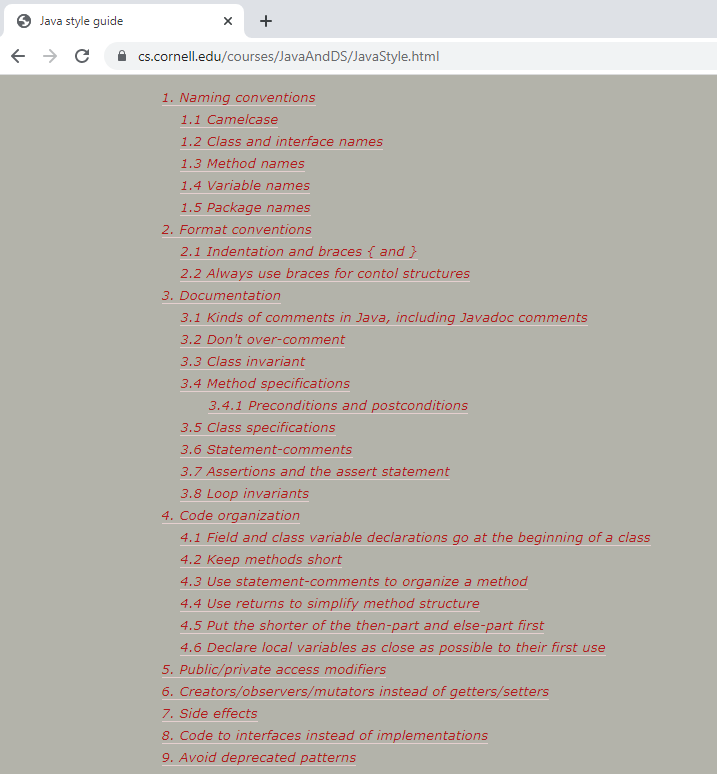 Java style guide
cs.cornell.edu/courses/JavaAndDS/JavaStyle.html
1. Naming conventions
1.1 Camelcase
1.2 Class and interface names
1.3 Method names
1.4 Variable names
1.5 Package names
2. Format conventions
2.1 Indentation and braces { and }
2.2 Always use braces for contol structures
3. Documentation
3.1 Kinds of comments in Java, including Javadoc comments
3.2 Don't over-comment
3.3 Class invariant
3.4 Method specifications
3.4.1 Preconditions and postconditions
3.5 Class specifications
3.6 Statement-comments
3.7 Assertions and the assert statement
3.8 Loop invariants
4. Code organization
4.1 Field and class variable declarations go at the beginning of a class
4.2 Keep methods short
4.3 Use statement-comments to organize a method
4.4 Use returns to simplify method structure
4.5 Put the shorter of the then-part and else-part first
4.6 Declare local variables as close as possible to their first use
5. Public/private access modifiers
6. Creators/observers/mutators instead of getters/setters
7. Side effects
8. Code to interfaces instead of implementations
9. Avoid deprecated patterns